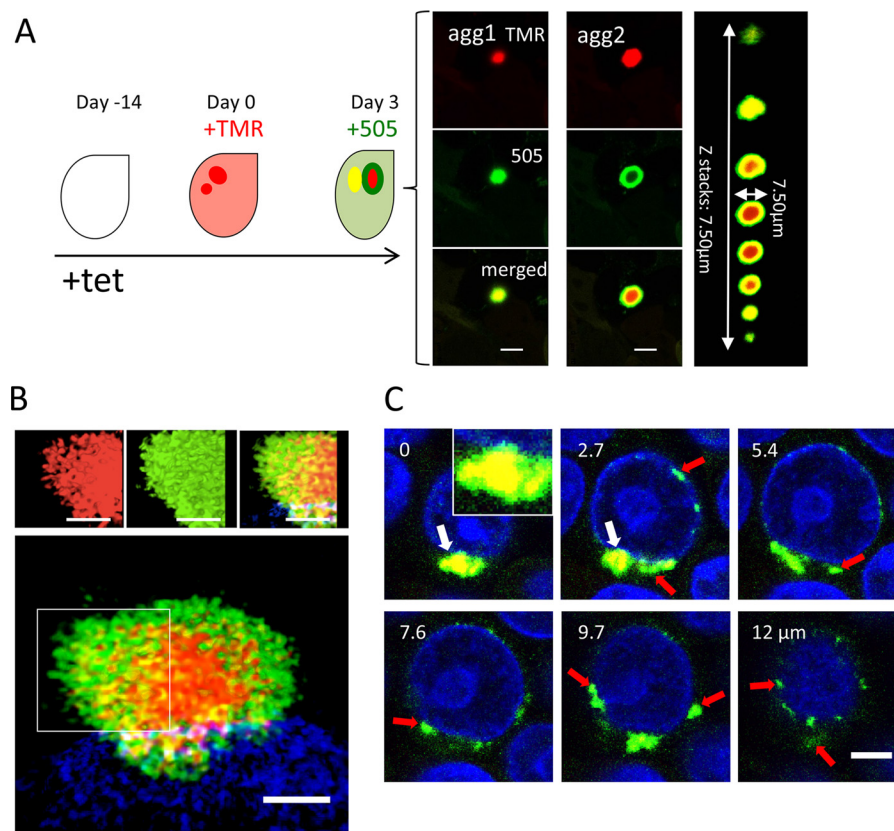 A
Day -14
Day 0
+TMR
Day 3
+505
+tet
agg1 TMR
agg2
505
merged
Z stacks: 7.50µm
7.50µm
B
C
0
2.7
5.4
7.6
9.7
12 µm